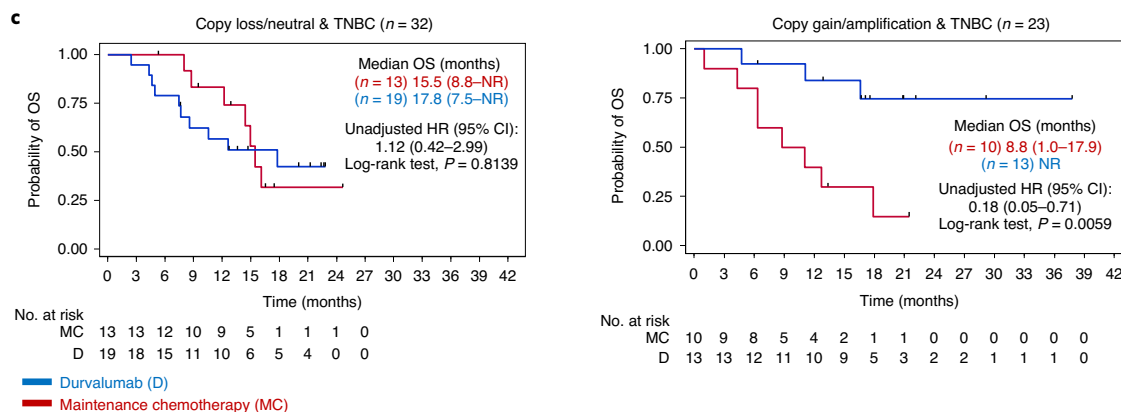 c
Copy loss/neutral & TNBC (n = 32)
Probability of OS
1.00
0.75
0.50
0.25
0.00
Median OS (months)
(n = 13) 15.5 (8.8–NR)
(n = 19) 17.8 (7.5–NR)
Unadjusted HR (95% CI):
1.12 (0.42–2.99)
Log-rank test, P = 0.8139
0 3 6 9 12 15 18 21 24 27 30 33 36 39 42
Time (months)
No. at risk
MC 13 13 12 10 9 5 1 1 1 0
D 19 18 15 11 10 6 5 4 0 0
Durvalumab (D)
Maintenance chemotherapy (MC)
Copy gain/amplification & TNBC (n = 23)
Probability of OS
1.00
0.75
0.50
0.25
0.00
Median OS (months)
(n = 10) 8.8 (1.0–17.9)
(n = 13) NR
Unadjusted HR (95% CI):
0.18 (0.05–0.71)
Log-rank test, P = 0.0059
0 3 6 9 12 15 18 21 24 27 30 33 36 39 42
Time (months)
No. at risk
MC 10 9 8 5 4 2 1 1 0 0 0 0 0 0
D 13 13 12 11 10 9 5 3 2 2 1 1 1 0